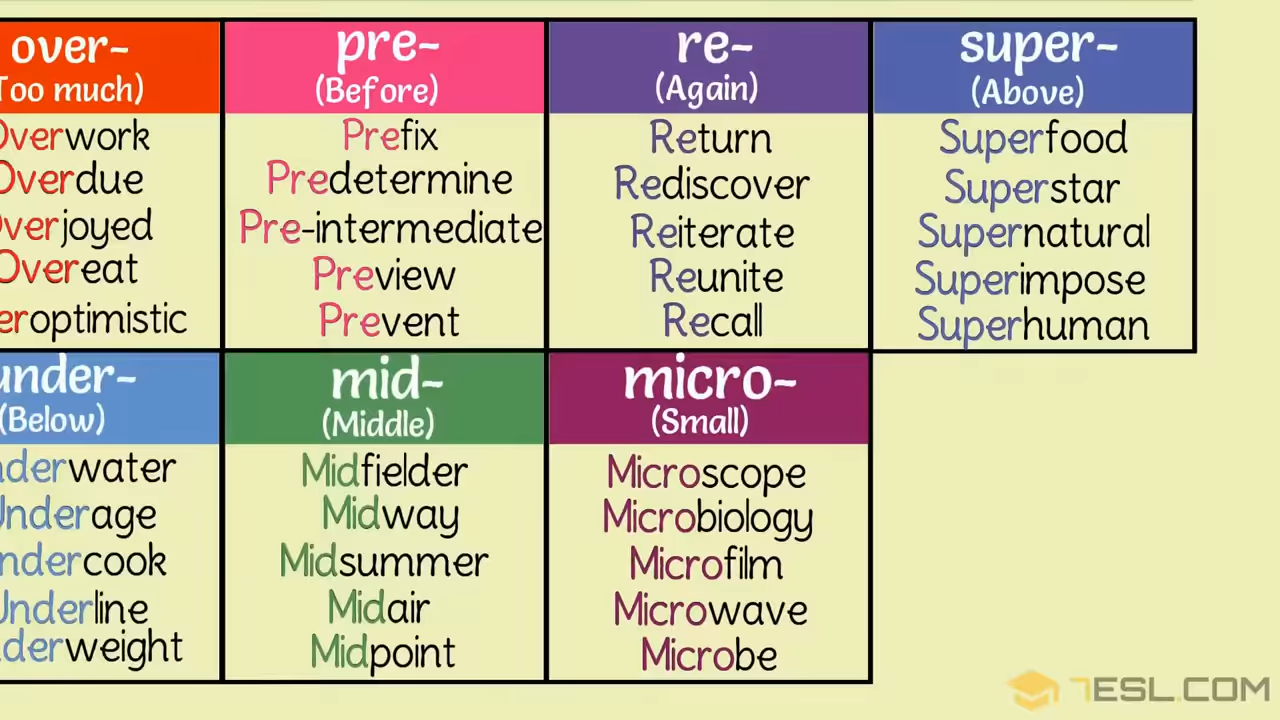 over-
(Too much)
Overwork
Overdue
Overjoyed
Overeat
eroptimistic
pre-
(Before)
Prefix
Predetermine
Pre-intermediate
Preview
Prevent
re-
(Again)
Return
Rediscover
Reiterate
Reunite
Recall
super-
(Above)
Superfood
Superstar
Supernatural
Superimpose
Superhuman
under-
(Below)
nderwater
Underage
ndercook
Underline
derweight
mid-
(Middle)
Midfielder
Midway
Midsummer
Midair
Midpoint
micro-
(Small)
Microscope
Microbiology
Microfilm
Microwave
Microbe
7ESL.COM